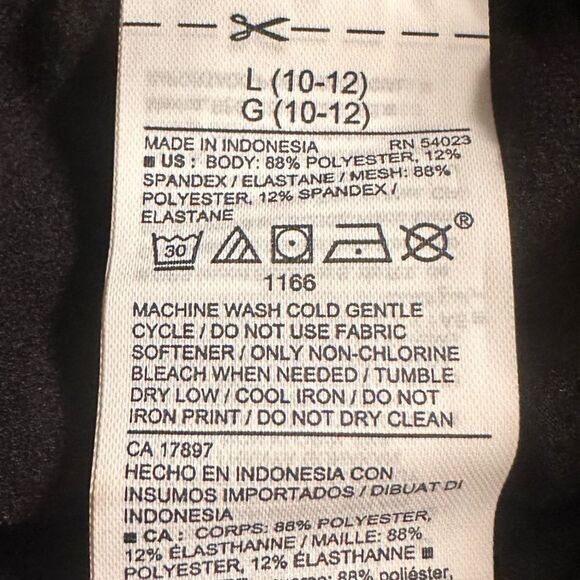 L (10-12)
G (10-12)
MADE IN INDONESIA RN 54023
■ US : BODY: 88% POLYESTER, 12%
SPANDEX / ELASTANE / MESH: 88%
POLYESTER, 12% SPANDEX /
ELASTANE
30 ®
1166
MACHINE WASH COLD GENTLE
CYCLE / DO NOT USE FABRIC
SOFTENER / ONLY NON-CHLORINE
BLEACH WHEN NEEDED / TUMBLE
DRY LOW / COOL IRON / DO NOT
IRON PRINT / DO NOT DRY CLEAN
CA 17897
HECHO EN INDONESIA CON
INSUMOS IMPORTADOS / DIBUAT DI
INDONESIA
■ CA : CORPS: 88% POLYESTER,
12% ÉLASTHANNE / MAILLE: 88%
POLYESTER, 12% ÉLASTHANNE ■
88% poliéster,